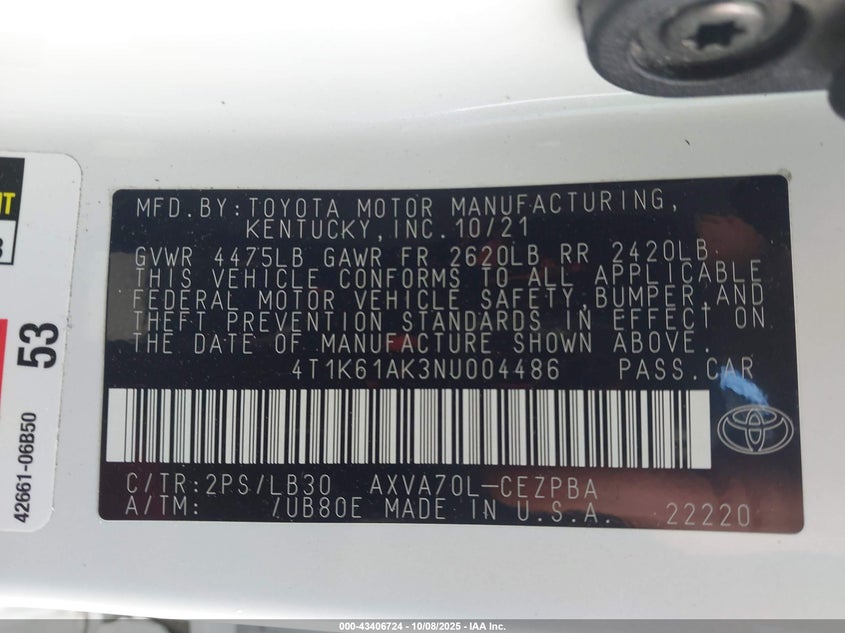 MFD.BY:TOYOTA MOTOR MANUFACTURING,
KENTUCKY,INC.10/21
GVWR 4475LB GAWR FR 2620LB RR 2420LB.
THIS VEHICLE CONFORMS TO ALL APPLICABLE
FEDERAL MOTOR VEHICLE SAFETY,BUMPER,AND
THEFT PREVENTION STANDARDS IN EFFECT ON
THE DATE OF MANUFACTURE SHOWN ABOVE.
4T1K61AK3NU004486 PASS.CAR
C/TR:2PS/LB30 AXVA70L-CEZPBA
A/TM: /UB80E MADE IN U.S.A. 22220
53
42661-06B50
000-43406724 - 10/08/2025 - IAA Inc.